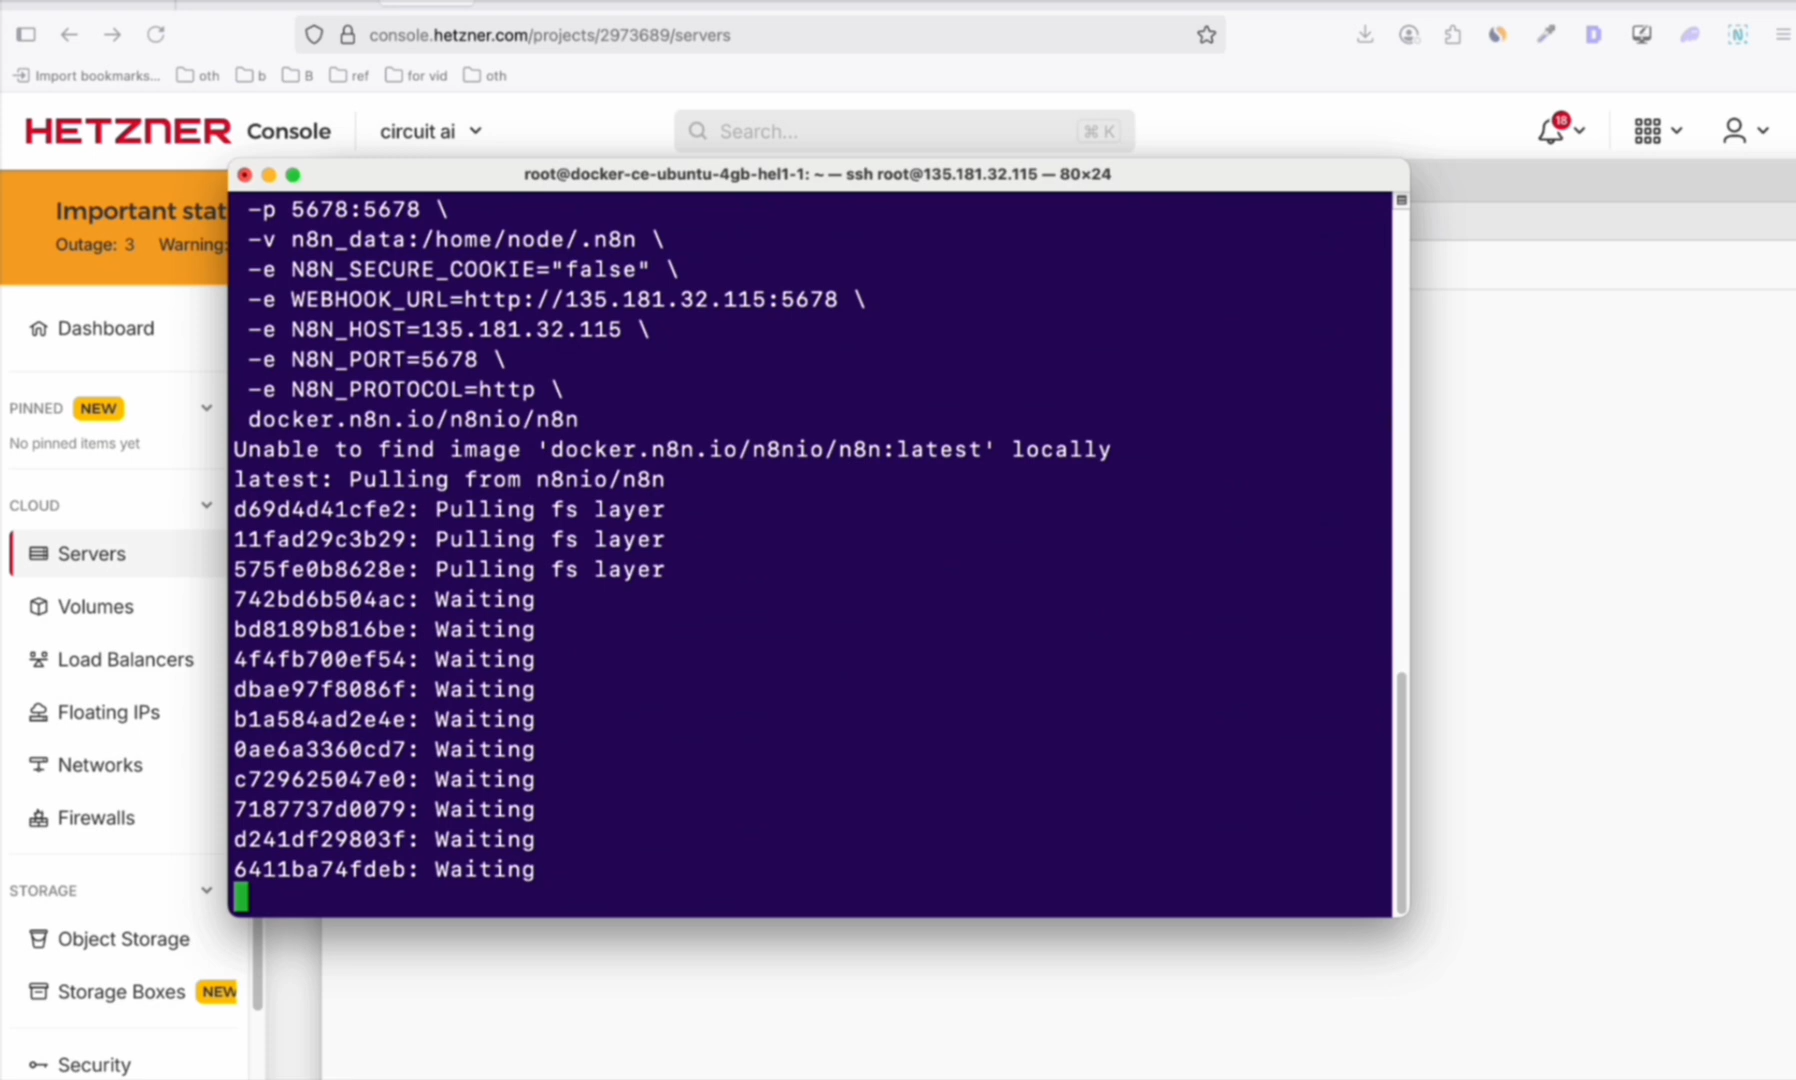 console.hetzner.com/projects/2973689/servers
Import bookmarks...
oth
b
B
ref
for vid
oth
HETZNER Console
circuit ai
Search...
⌘ K
18
root@docker-ce-ubuntu-4gb-hel1-1: ~ — ssh root@135.181.32.115 — 80×24
Important stat
Outage: 3 Warning:
Dashboard
PINNED NEW
No pinned items yet
CLOUD
Servers
Volumes
Load Balancers
Floating IPs
Networks
Firewalls
STORAGE
Object Storage
Storage Boxes NEW
Security
-p 5678:5678 \
-v n8n_data:/home/node/.n8n \
-e N8N_SECURE_COOKIE="false" \
-e WEBHOOK_URL=http://135.181.32.115:5678 \
-e N8N_HOST=135.181.32.115 \
-e N8N_PORT=5678 \
-e N8N_PROTOCOL=http \
docker.n8n.io/n8nio/n8n
Unable to find image 'docker.n8n.io/n8nio/n8n:latest' locally
latest: Pulling from n8nio/n8n
d69d4d41cfe2: Pulling fs layer
11fad29c3b29: Pulling fs layer
575fe0b8628e: Pulling fs layer
742bd6b504ac: Waiting
bd8189b816be: Waiting
4f4fb700ef54: Waiting
dbae97f8086f: Waiting
b1a584ad2e4e: Waiting
0ae6a3360cd7: Waiting
c729625047e0: Waiting
7187737d0079: Waiting
d241df29803f: Waiting
6411ba74fdeb: Waiting